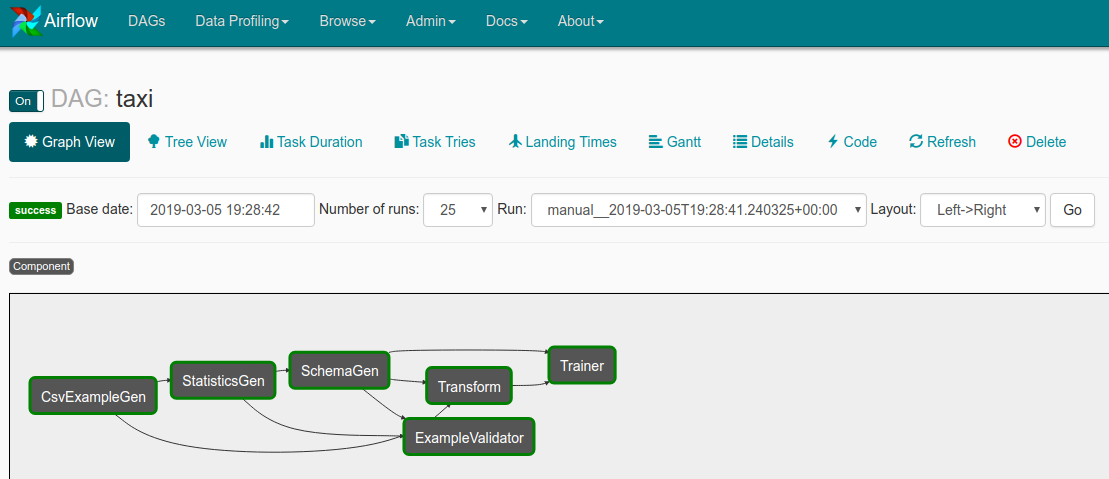 Airflow DAGs Data Profiling Browse Admin Docs About
On DAG: taxi
Graph View Tree View Task Duration Task Tries Landing Times Gantt Details Code Refresh Delete
success Base date: 2019-03-05 19:28:42 Number of runs: 25 Run: manual__2019-03-05T19:28:41.240325+00:00 Layout: Left->Right Go
Component
Trainer
SchemaGen
StatisticsGen
Transform
CsvExampleGen
ExampleValidator